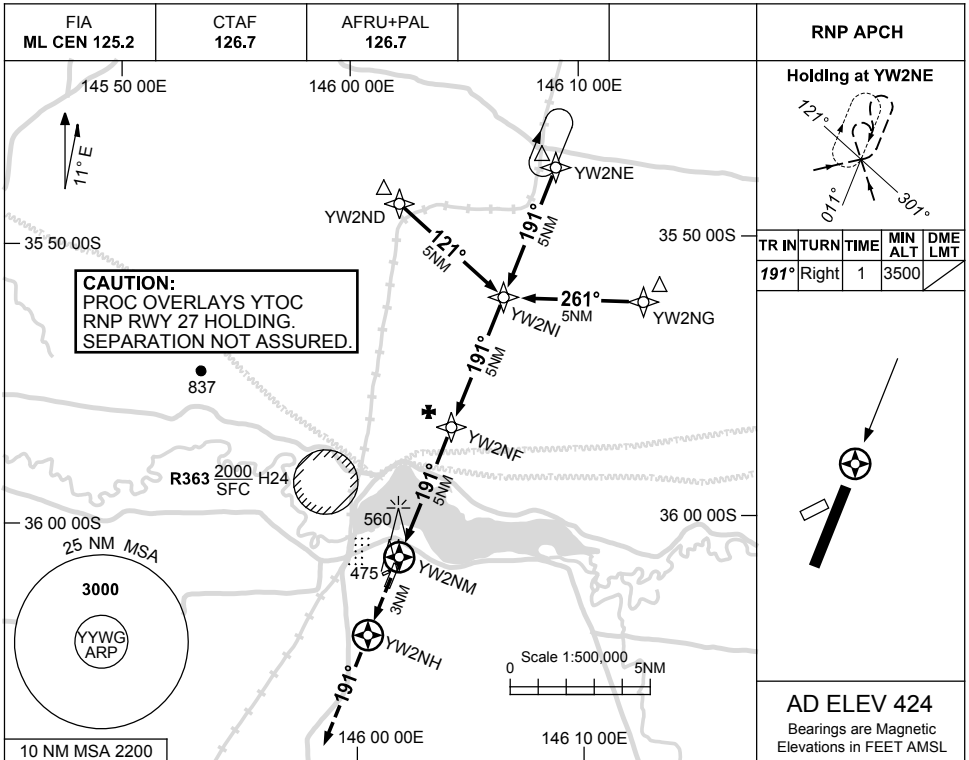 FIA
ML CEN 125.2
CTAF
126.7
AFRU+PAL
126.7
RNP APCH
145 50 00E
146 00 00E
146 10 00E
11° E
Holding at YW2NE
121°
011°
301°
TR IN TURN TIME MIN ALT DME LMT
191° Right 1 3500
YW2NE
YW2ND
191°
5NM
121°
5NM
35 50 00S
35 50 00S
261°
5NM
YW2NI
YW2NG
CAUTION:
PROC OVERLAYS YTOC
RNP RWY 27 HOLDING.
SEPARATION NOT ASSURED.
191°
5NM
837
YW2NF
R363 2000
SFC
H24
191°
5NM
560
36 00 00S
36 00 00S
475
YW2NM
3NM
YW2NH
25 NM MSA
3000
YYWG
ARP
191°
Scale 1:500,000
0 5NM
146 00 00E
146 10 00E
10 NM MSA 2200
AD ELEV 424
Bearings are Magnetic
Elevations in FEET AMSL